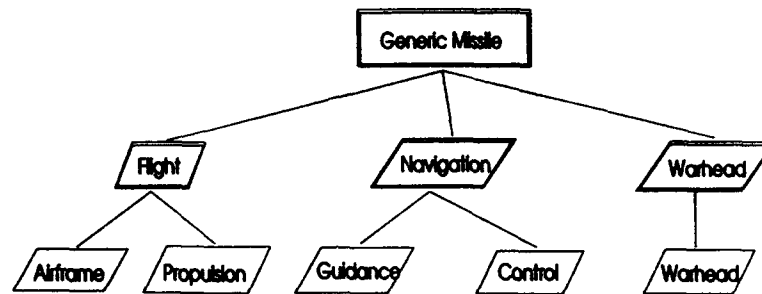 Generic Missile
Flight
Navigation
Warhead
Airframe
Propulsion
Guidance
Control
Warhead